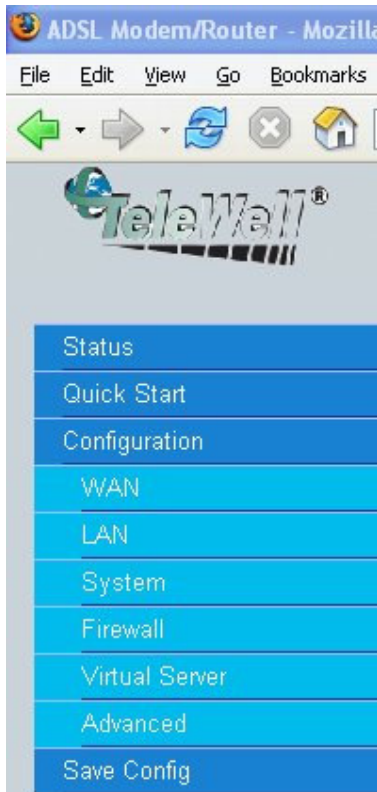 ADSL Modem/Router - Mozilla
File Edit View Go Bookmarks
TeleWell®
Status
Quick Start
Configuration
WAN
LAN
System
Firewall
Virtual Server
Advanced
Save Config